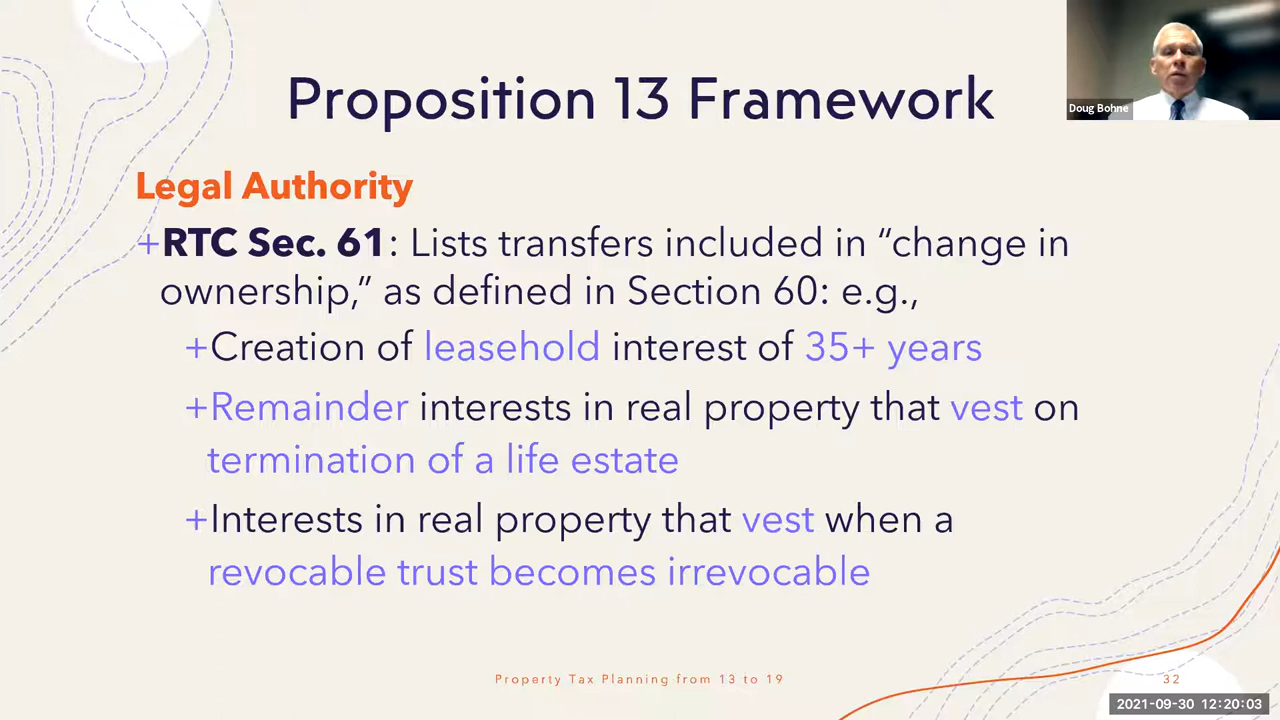 Proposition 13 Framework
Doug Bohne
Legal Authority
+RTC Sec. 61: Lists transfers included in “change in
ownership,” as defined in Section 60: e.g.,
+Creation of leasehold interest of 35+ years
+Remainder interests in real property that vest on
termination of a life estate
+Interests in real property that vest when a
revocable trust becomes irrevocable
Property Tax Planning from 13 to 19
32
2021-09-30 12:20:03